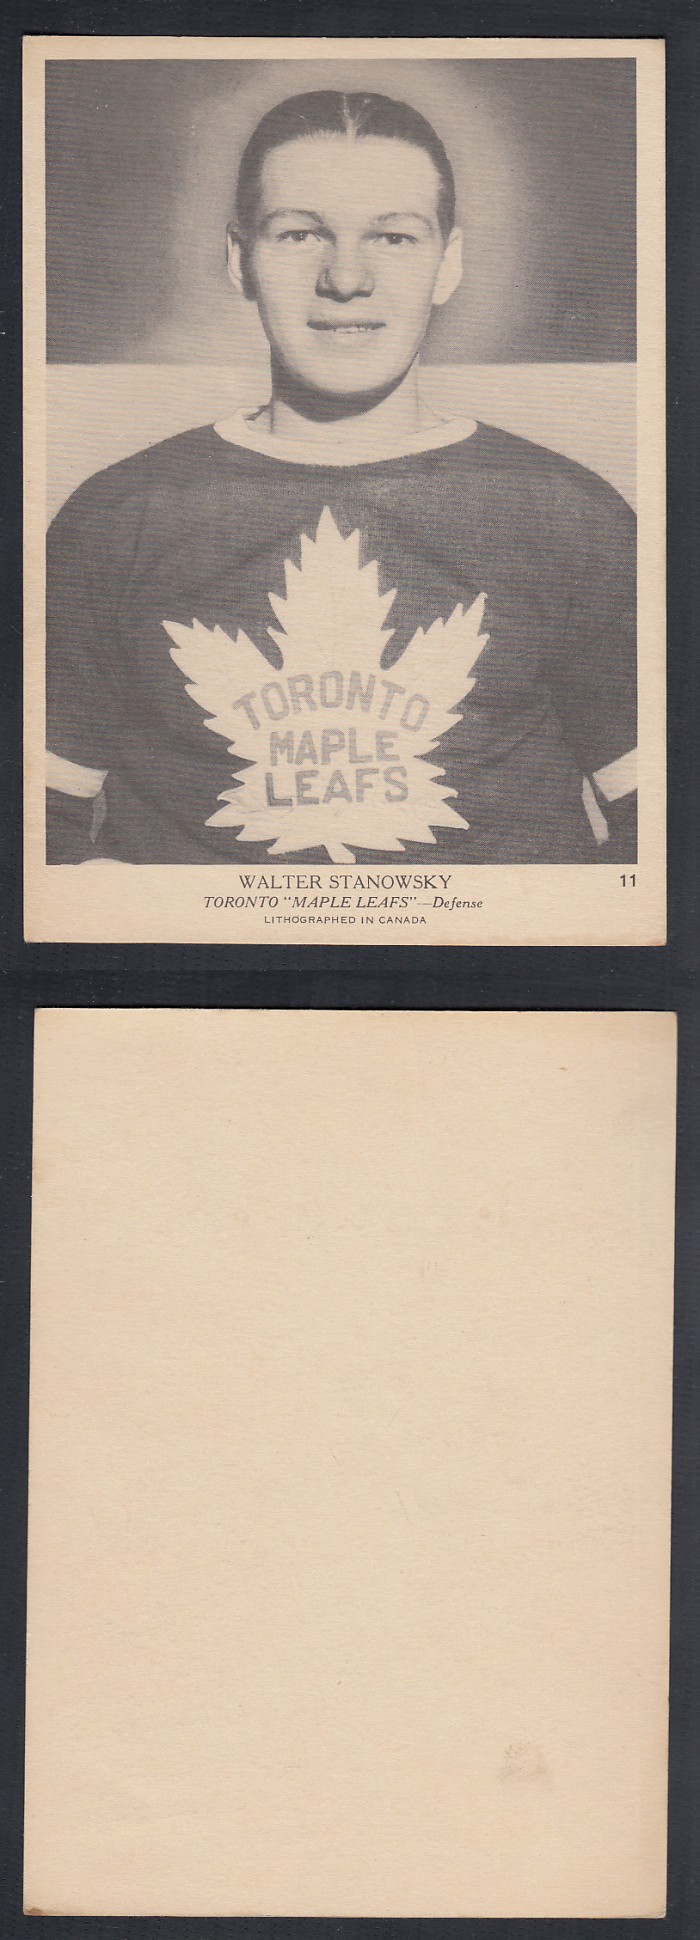 TORONTO
MAPLE
LEAFS
WALTER STANOWSKY
11
TORONTO "MAPLE LEAFS"—Defense
LITHOGRAPHED IN CANADA